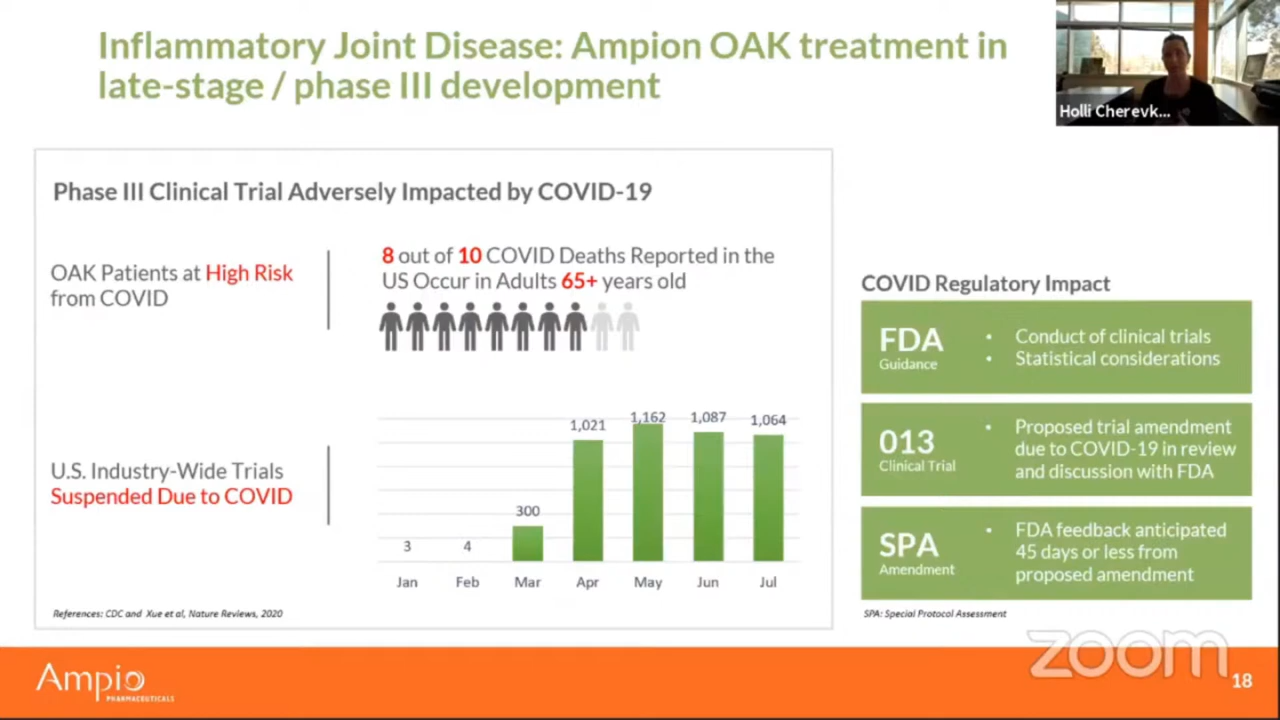 Inflammatory Joint Disease: Ampion OAK treatment in
late-stage / phase III development
Holli Cherevk...
Phase III Clinical Trial Adversely Impacted by COVID-19
OAK Patients at High Risk
from COVID
8 out of 10 COVID Deaths Reported in the
US Occur in Adults 65+ years old
U.S. Industry-Wide Trials
Suspended Due to COVID
3
4
300
1,021
1,162
1,087
1,064
Jan
Feb
Mar
Apr
May
Jun
Jul
References: CDC and Xue et al, Nature Reviews, 2020
COVID Regulatory Impact
FDA
Guidance
• Conduct of clinical trials
• Statistical considerations
013
Clinical Trial
• Proposed trial amendment
due to COVID-19 in review
and discussion with FDA
SPA
Amendment
• FDA feedback anticipated
45 days or less from
proposed amendment
SPA: Special Protocol Assessment
zoom
Ampio
PHARMACEUTICALS
18